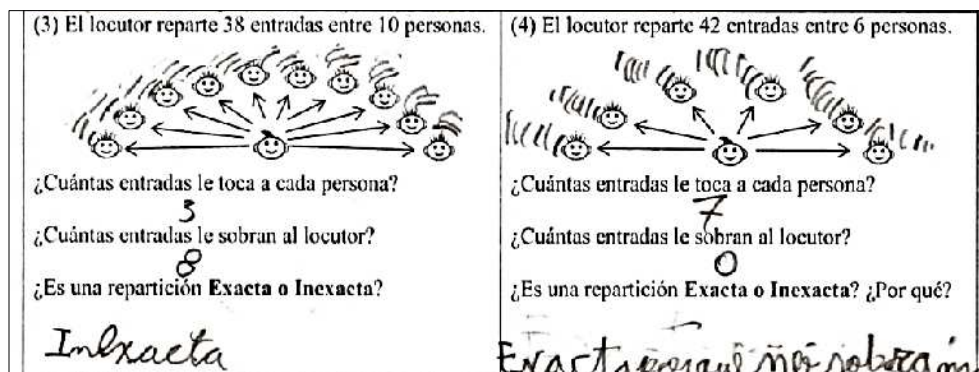 (3) El locutor reparte 38 entradas entre 10 personas.
¿Cuántas entradas le toca a cada persona?
3
¿Cuántas entradas le sobran al locutor?
8
¿Es una repartición Exacta o Inexacta?
Inexacta
(4) El locutor reparte 42 entradas entre 6 personas.
¿Cuántas entradas le toca a cada persona?
7
¿Cuántas entradas le sobran al locutor?
0
¿Es una repartición Exacta o Inexacta? ¿Por qué?
Exacta porque no sobra